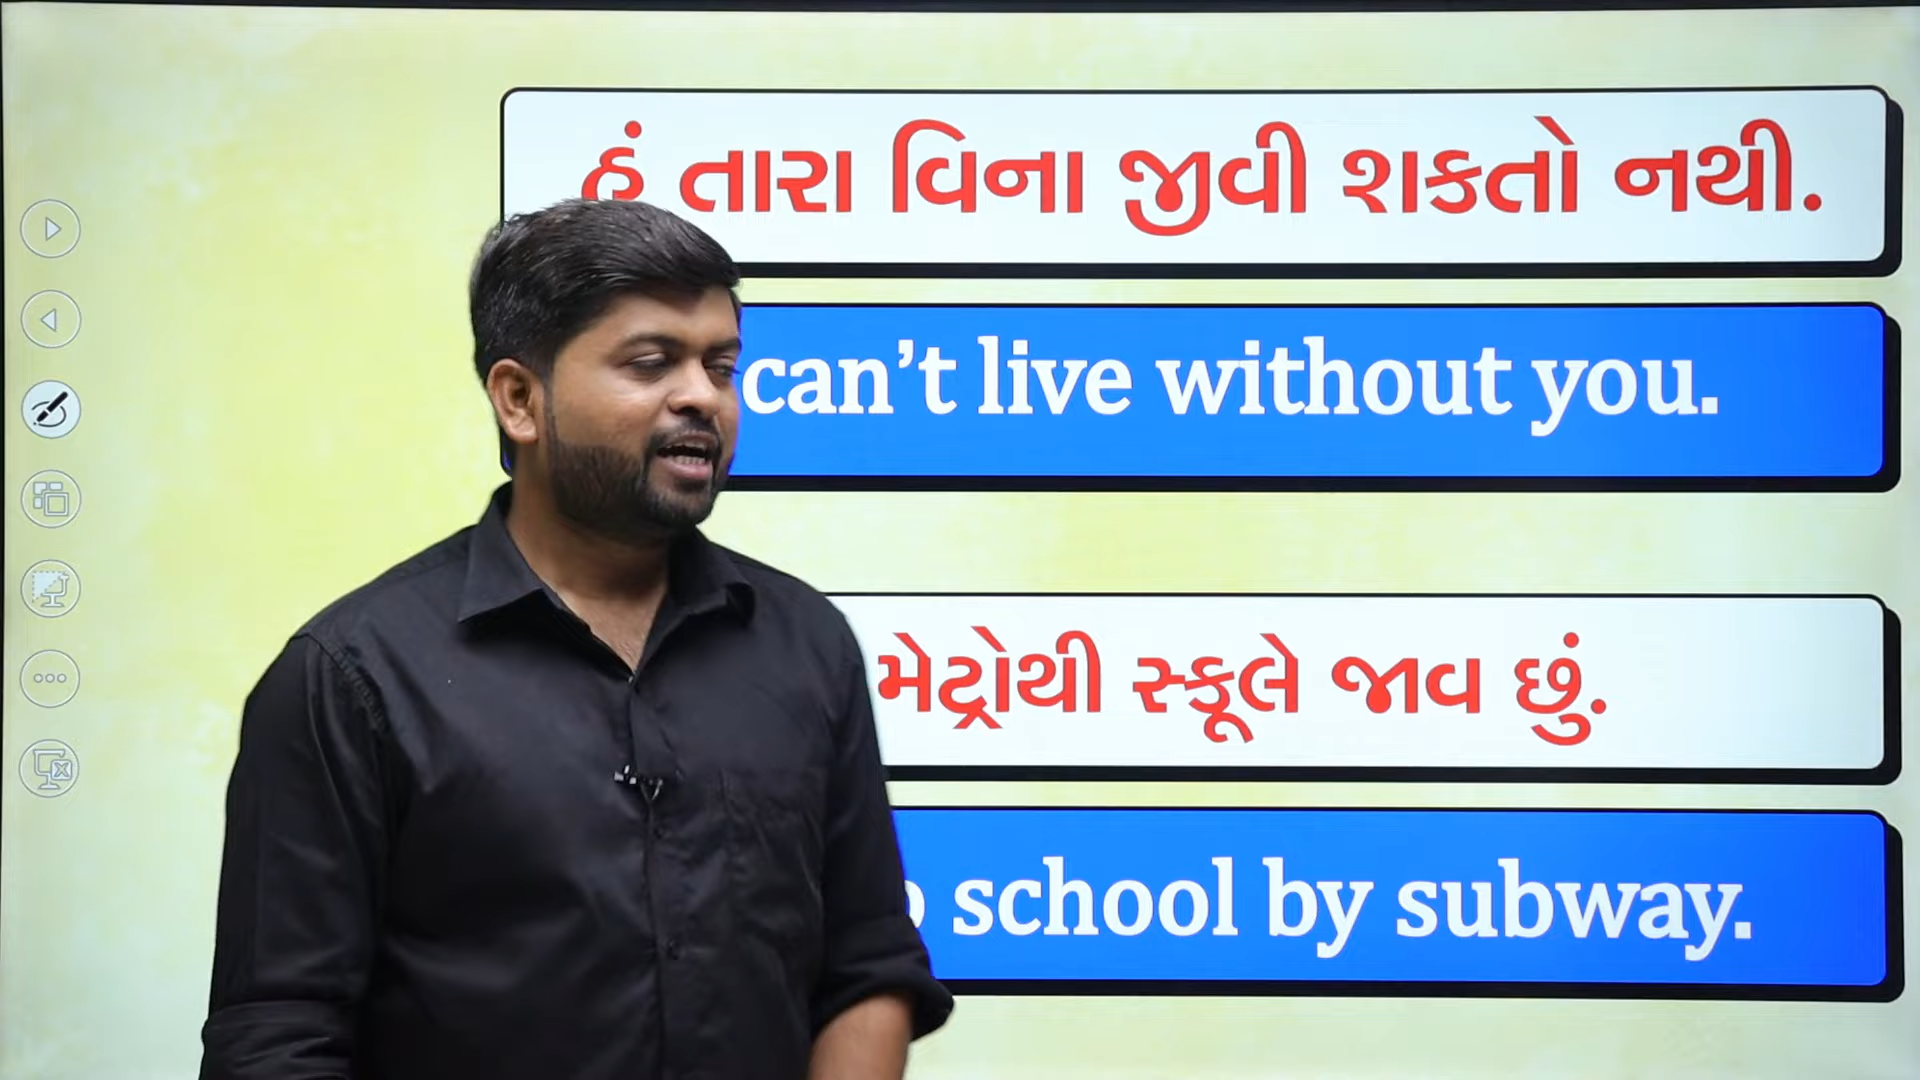 તારા વિના જીવી શકતો નથી.
can’t live without you.
મેટ્રોથી સ્કૂલે જાવ છું.
school by subway.